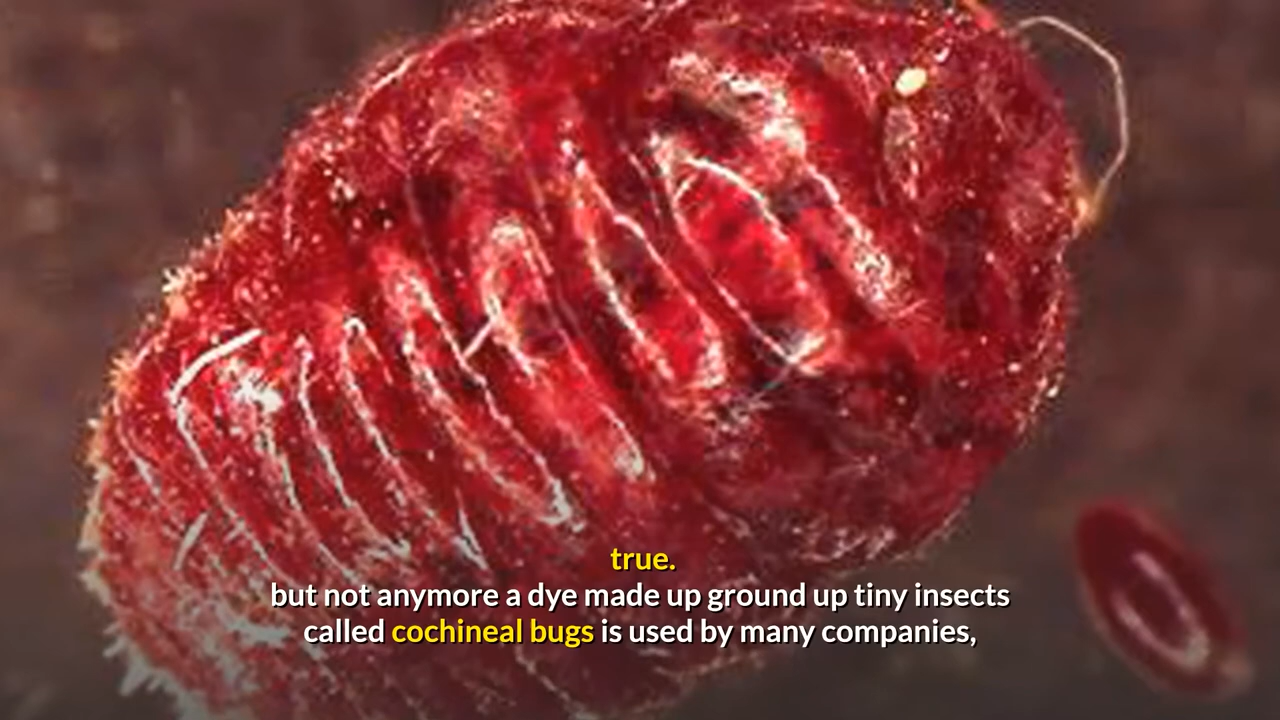 true.
but not anymore a dye made up ground up tiny insects
called cochineal bugs is used by many companies,